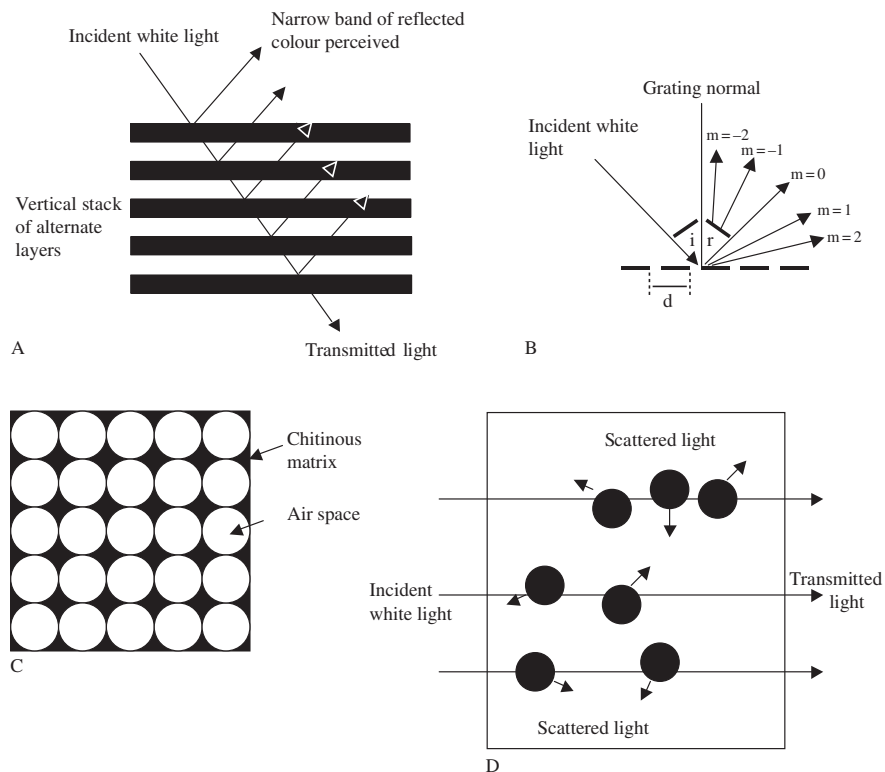 Incident white light
Narrow band of reflected
colour perceived
Vertical stack
of alternate
layers
Transmitted light
A
Grating normal
Incident white
light
m = −2
m = −1
m = 0
m = 1
m = 2
i
r
d
B
Chitinous
matrix
Air space
C
Scattered light
Incident
white light
Transmitted
light
Scattered light
D